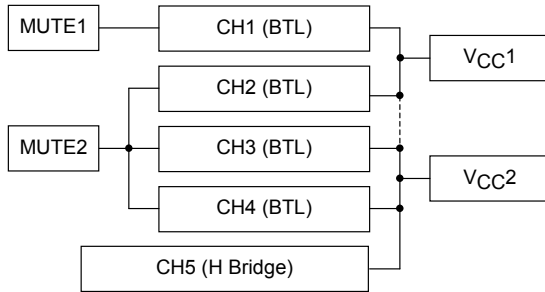 MUTE1
CH1 (BTL)
VCC1
CH2 (BTL)
MUTE2
CH3 (BTL)
VCC2
CH4 (BTL)
CH5 (H Bridge)